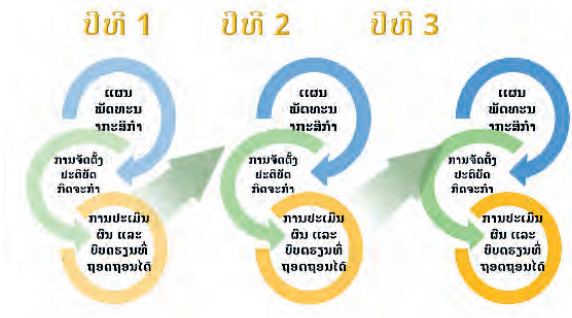 ປີທີ 1
ປີທີ 2
ປີທີ 3
ແຜນ
ພັດທະນ
າກະສິກຳ
ການຈັດຕັ້ງ
ປະຕິບັດ
ກິດຈະກຳ
ການປະເມີນ
ຜົນ ແລະ
ບົບດຮຽນທີ່
ຖອດຖອນໄດ້
ແຜນ
ພັດທະນ
າກະສິກຳ
ການຈັດຕັ້ງ
ປະຕິບັດ
ກິດຈະກຳ
ການປະເມີນ
ຜົນ ແລະ
ບົບດຮຽນທີ່
ຖອດຖອນໄດ້
ແຜນ
ພັດທະນ
າກະສິກຳ
ການຈັດຕັ້ງ
ປະຕິບັດ
ກິດຈະກຳ
ການປະເມີນ
ຜົນ ແລະ
ບົບດຮຽນທີ່
ຖອດຖອນໄດ້